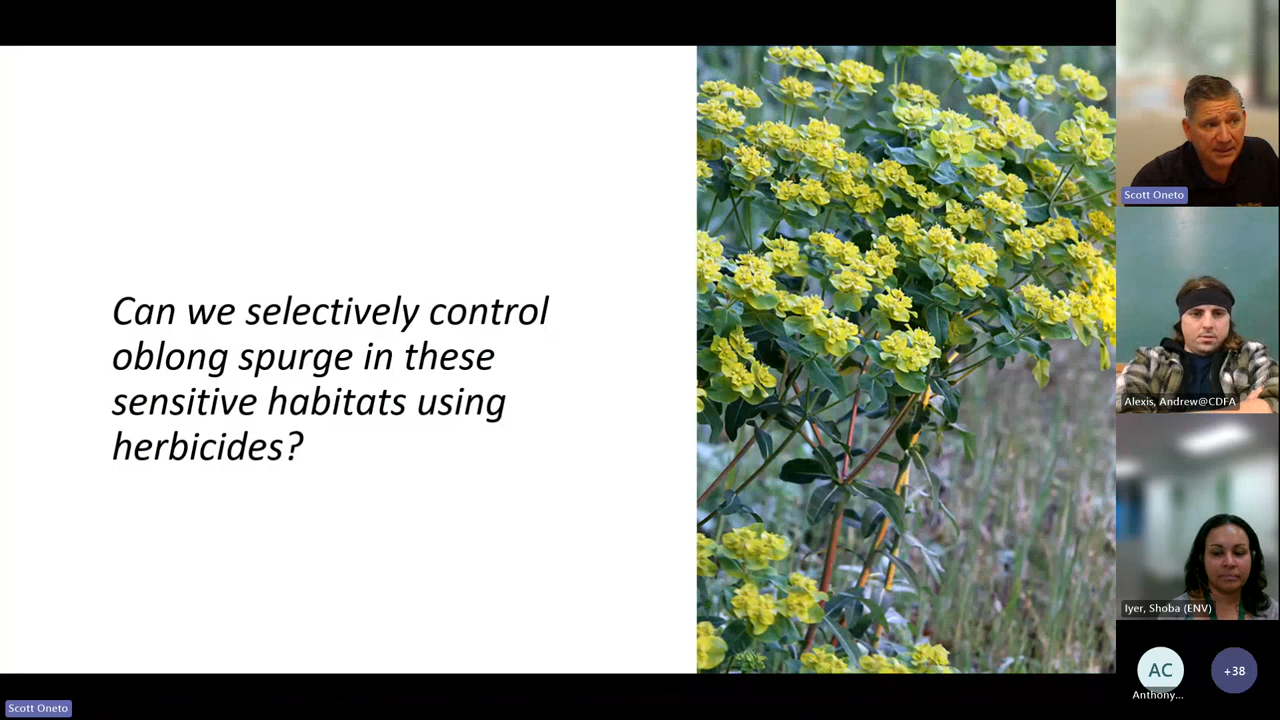 Can we selectively control
oblong spurge in these
sensitive habitats using
herbicides?
Scott Oneto
Alexis, Andrew@CDFA
Iyer, Shoba (ENV)
AC
Anthony...
+38
Scott Oneto